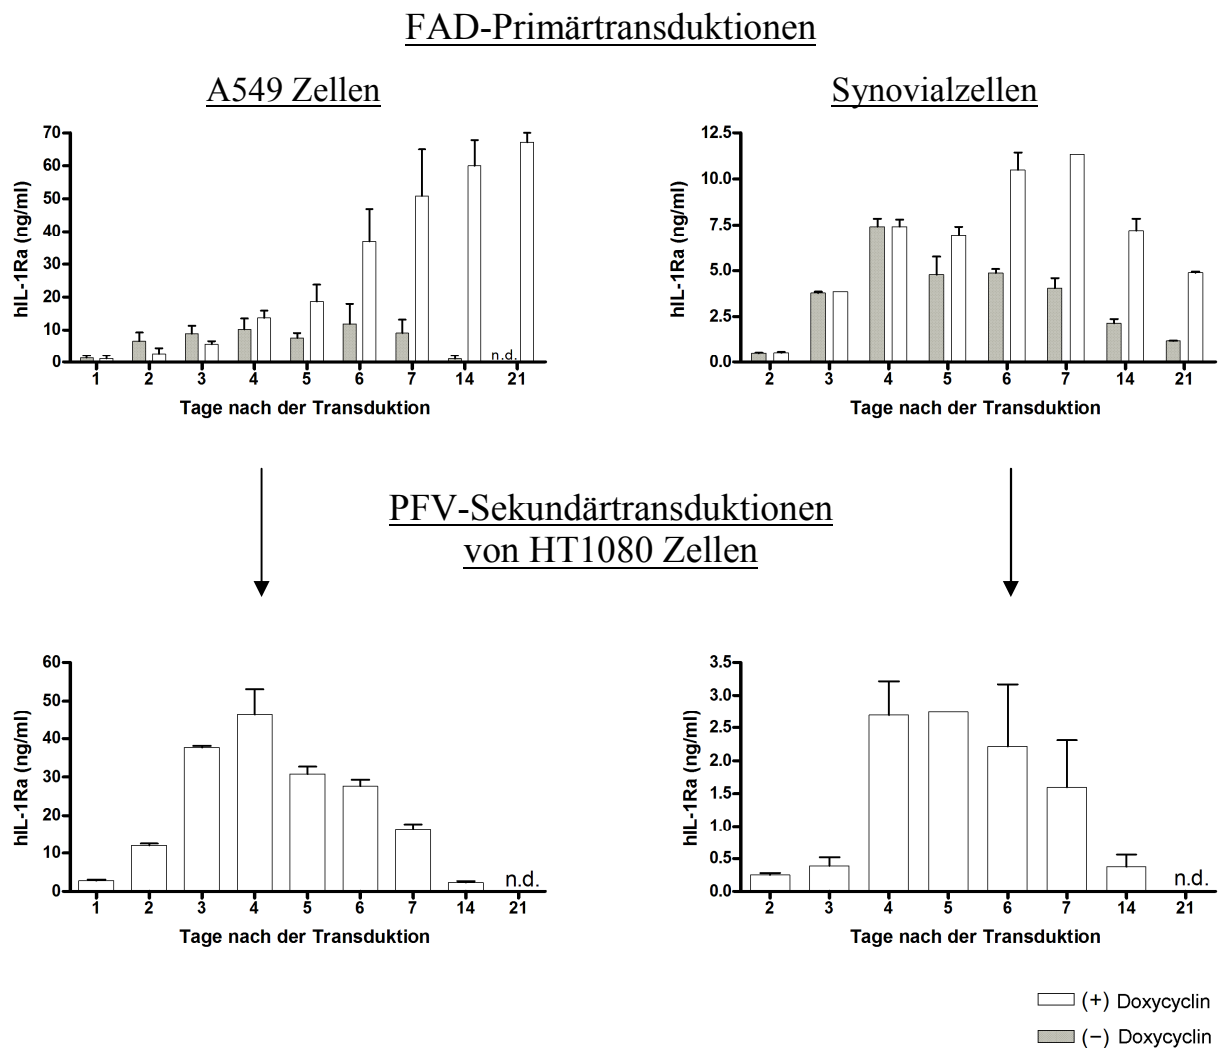 FAD-Primärtransduktionen
A549 Zellen
Synovialzellen
hIL-1Ra (ng/ml)
70
60
50
40
30
20
10
0
n.d.
1 2 3 4 5 6 7 14 21
Tage nach der Transduktion
hIL-1Ra (ng/ml)
12.5
10.0
7.5
5.0
2.5
0.0
2 3 4 5 6 7 14 21
Tage nach der Transduktion
PFV-Sekundärtransduktionen
von HT1080 Zellen
hIL-1Ra (ng/ml)
60
50
40
30
20
10
0
n.d.
1 2 3 4 5 6 7 14 21
Tage nach der Transduktion
hIL-1Ra (ng/ml)
3.5
3.0
2.5
2.0
1.5
1.0
0.5
0.0
n.d.
2 3 4 5 6 7 14 21
Tage nach der Transduktion
(+) Doxycyclin
(−) Doxycyclin